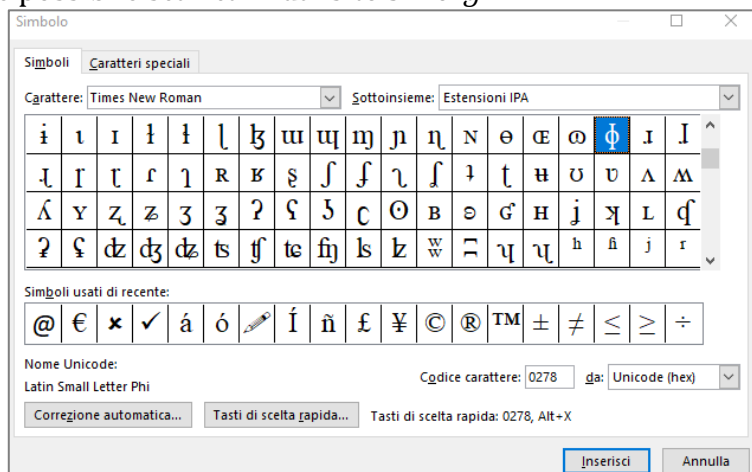 Simbolo
Simboli Caratteri speciali
Carattere: Times New Roman Sottoinsieme: Estensioni IPA
ɨ ɩ ɪ ɫ ɬ ɭ ɮ ɯ ɰ ɱ ɲ ɳ ɴ ɵ ɶ ɷ ɸ ɹ ɺ
ɻ ɼ ɽ ɾ ɿ ʀ ʁ ʂ ʃ ʄ ʅ ʆ ʇ ʈ ʉ ʊ ʋ ʌ ʍ
ʎ ʏ ʐ ʑ ʒ ʓ ʔ ʕ ʖ ʗ ʘ ʙ ʚ ʛ ʜ ʝ ʞ ʟ ʠ
ʡ ʢ ʣ ʤ ʥ ʦ ʧ ʨ ʩ ʪ ʫ ʬ ʭ ʮ ʯ ʰ ʱ ʲ ʳ
Simboli usati di recente:
@ € × ✓ á ó ✏ Í ñ £ ¥ © ® ™ ± ≠ ≤ ≥ ÷
Nome Unicode:
Latin Small Letter Phi
Codice carattere: 0278 da: Unicode (hex)
Correzione automatica... Tasti di scelta rapida... Tasti di scelta rapida: 0278, Alt+X
Inserisci Annulla